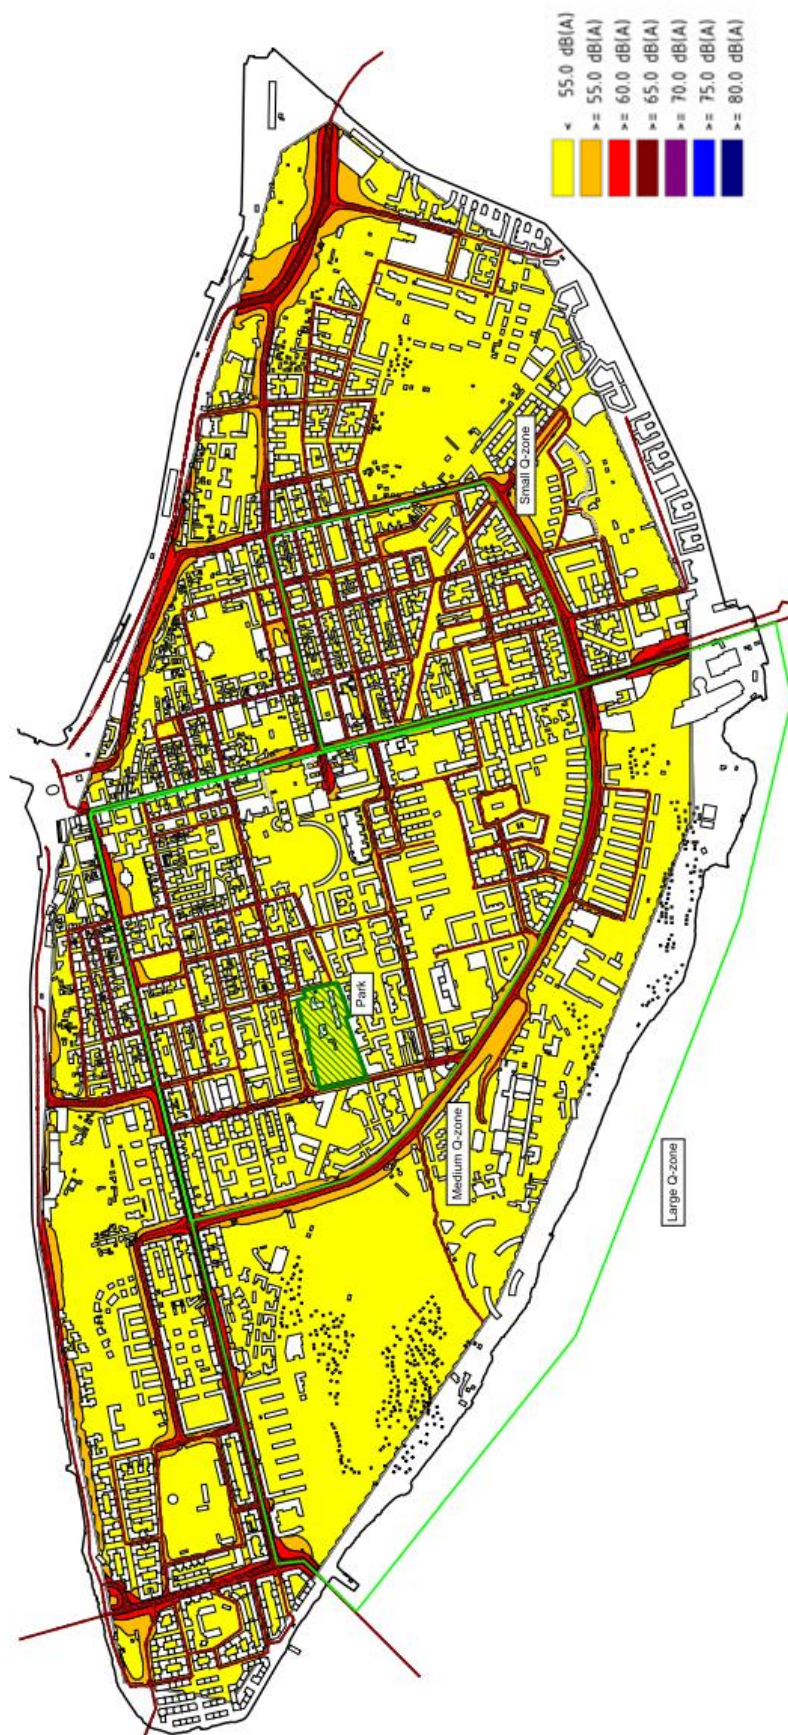 < 55.0 dB(A)
>= 55.0 dB(A)
>= 60.0 dB(A)
>= 65.0 dB(A)
>= 70.0 dB(A)
>= 75.0 dB(A)
>= 80.0 dB(A)
Small Q-zone
Park
Medium Q-zone
Large Q-zone